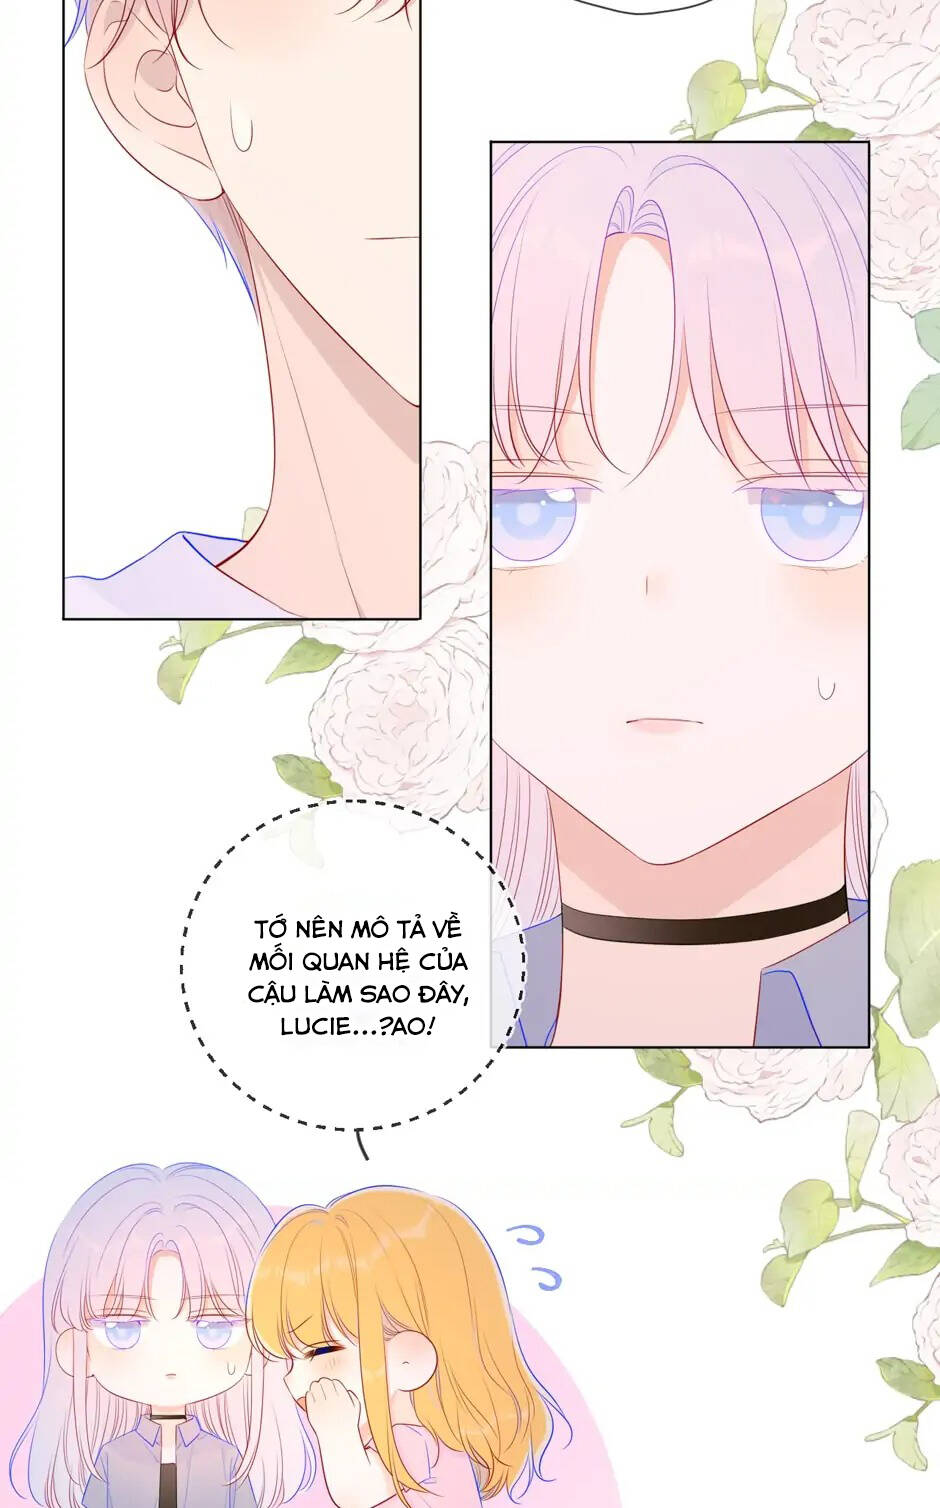 TỚ NÊN MÔ TẢ VỀ
MỐI QUAN HỆ CỦA
CẬU LÀM SAO ĐÂY,
LUCIE...?AO!